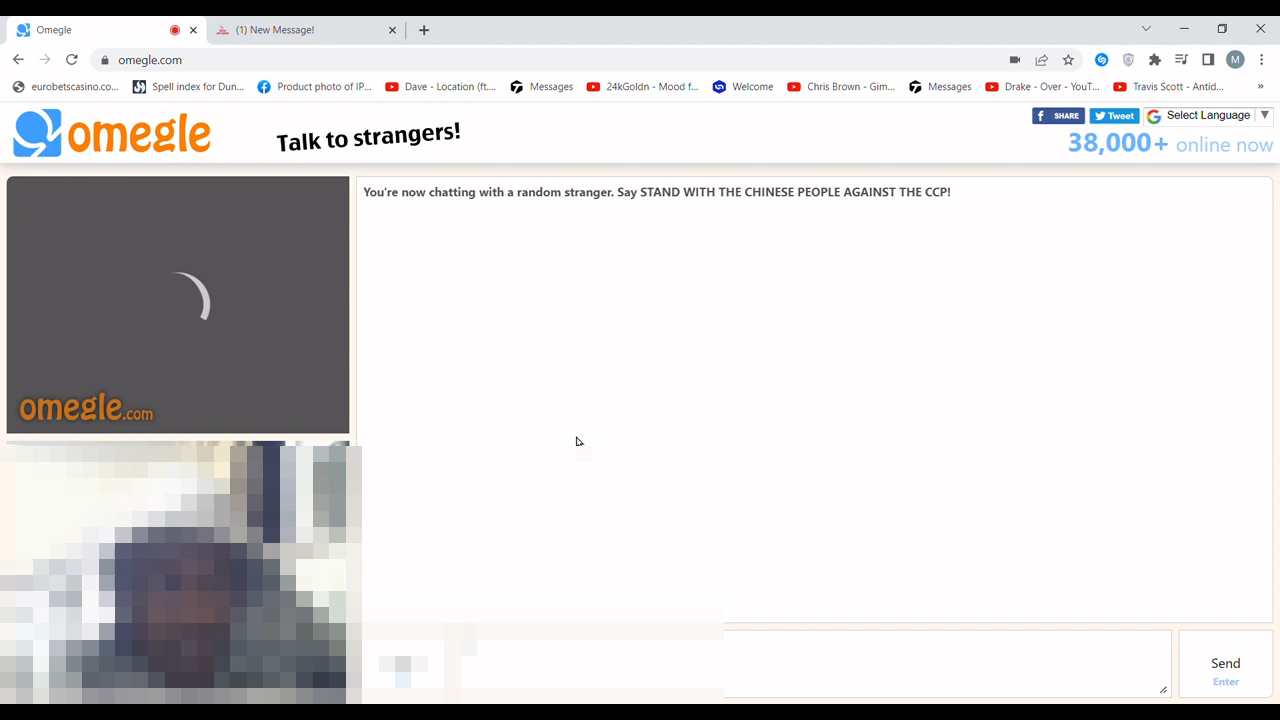 Omegle
(1) New Message!
omegle.com
M
eurobetscasino.co...
Spell index for Dun...
Product photo of IP...
Dave - Location (ft....
Messages
24kGoldn - Mood f...
Welcome
Chris Brown - Gim...
Messages
Drake - Over - YouT...
Travis Scott - Antid...
omegle
Talk to strangers!
SHARE
Tweet
Select Language
38,000+ online now
You're now chatting with a random stranger. Say STAND WITH THE CHINESE PEOPLE AGAINST THE CCP!
omegle.com
Send
Enter